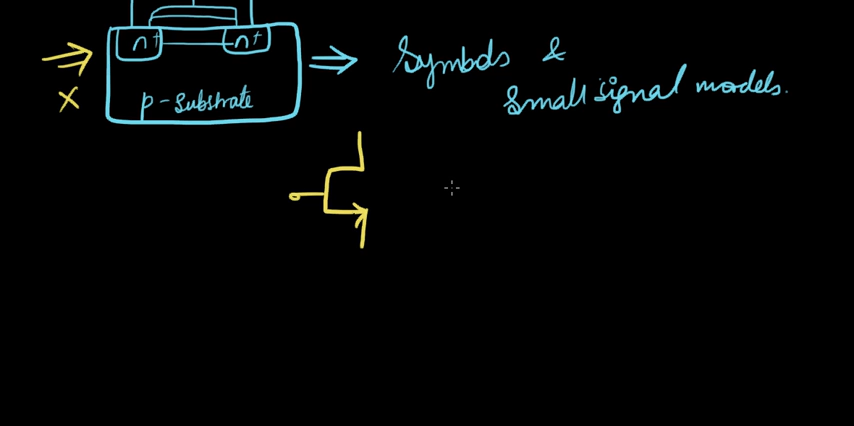 n+ n+
Symbols &
p-substrate
small signal models.
X